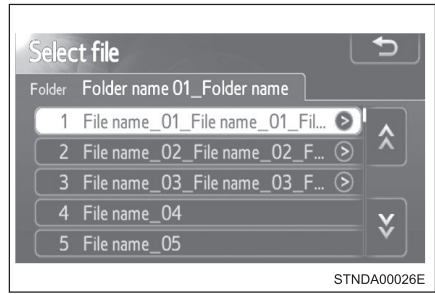 Select file
Folder Folder name 01_Folder name
1 File name_01_File name_01_Fil...
2 File name_02_File name_02_F...
3 File name_03_File name_03_F...
4 File name_04
5 File name_05
STNDA00026E